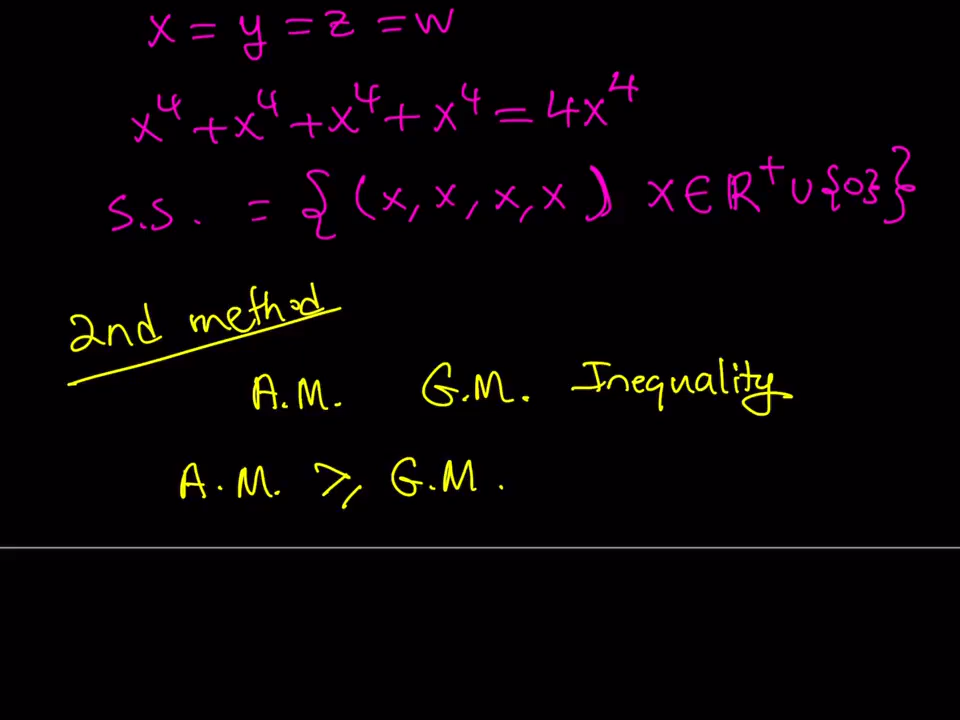 x = y = z = w
x⁴ + x⁴ + x⁴ + x⁴ = 4x⁴
S.S. = {(x, x, x, x) x ∈ ℝ⁺ ∪ {0}}
2nd method
A.M. G.M. Inequality
A.M. ⩾ G.M.